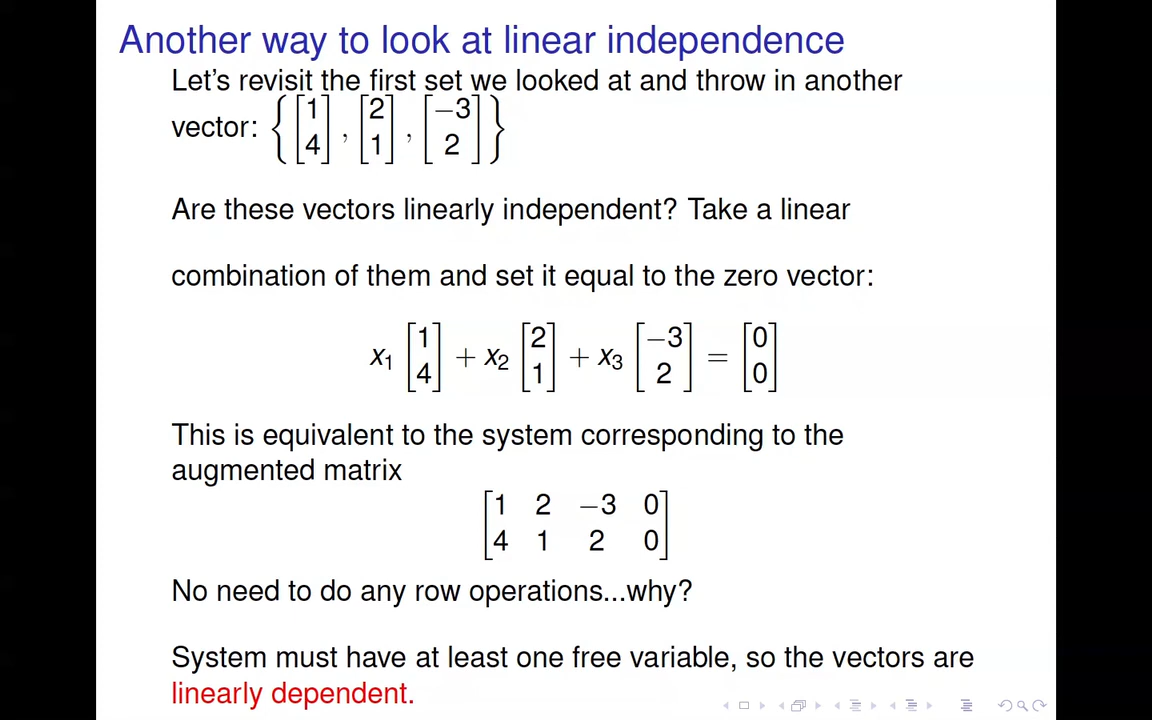 Another way to look at linear independence
Let's revisit the first set we looked at and throw in another
vector: { [1 4], [2 1], [−3 2] }
Are these vectors linearly independent? Take a linear
combination of them and set it equal to the zero vector:
x1 [1 4] + x2 [2 1] + x3 [−3 2] = [0 0]
This is equivalent to the system corresponding to the
augmented matrix
[1 2 −3 0
4 1 2 0]
No need to do any row operations...why?
System must have at least one free variable, so the vectors are
linearly dependent.